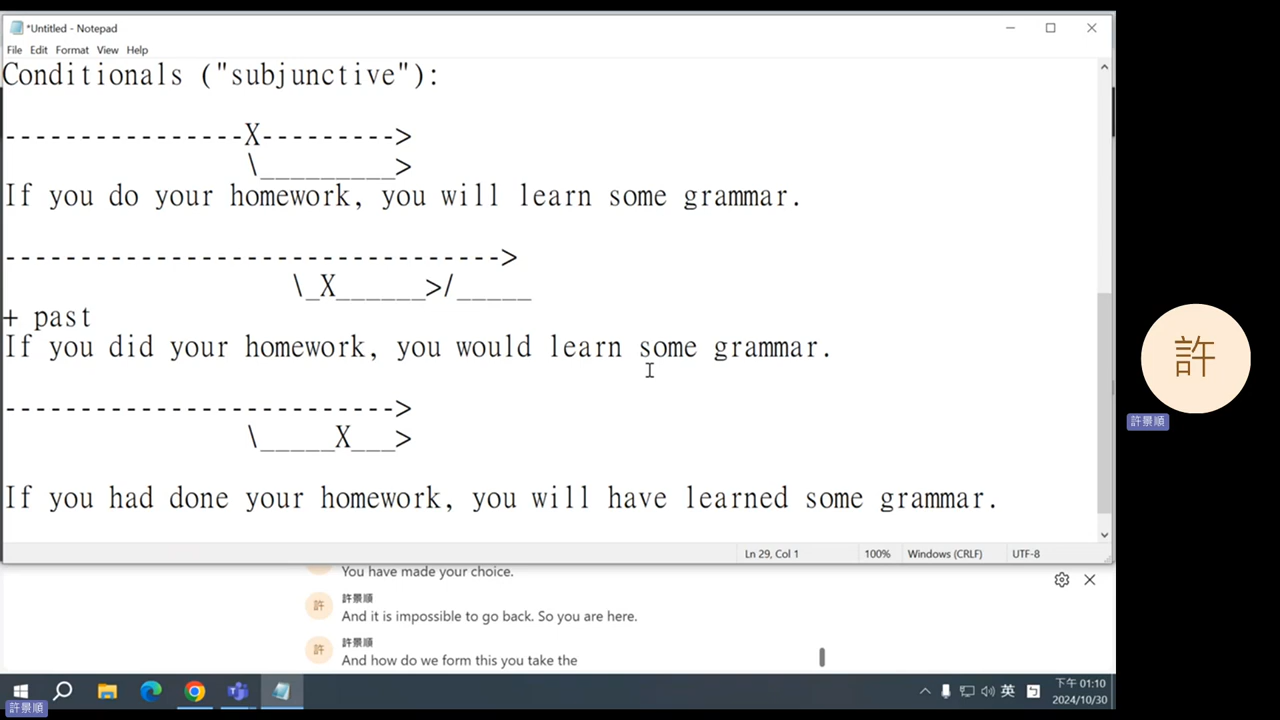 *Untitled - Notepad
File Edit Format View Help
Conditionals ("subjunctive"):
----------------X--------->
\_________>
If you do your homework, you will learn some grammar.
--------------------------------->
\_X______>/_____
+ past
If you did your homework, you would learn some grammar.
-------------------------->
\_____X___>
If you had done your homework, you will have learned some grammar.
Ln 29, Col 1 100% Windows (CRLF) UTF-8
You have made your choice.
許景順
許 And it is impossible to go back. So you are here.
許景順
許 And how do we form this you take the
許
許景順
英
下午 01:10
2024/10/30
許景順